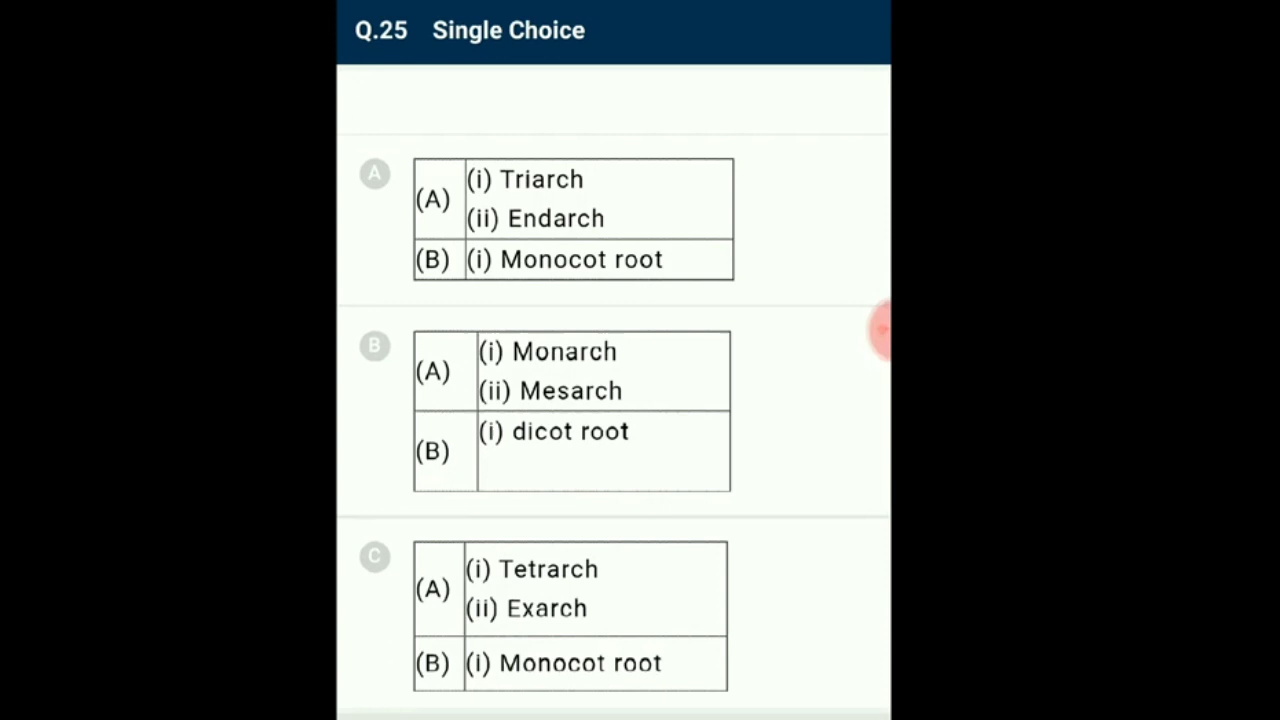 Q.25 Single Choice
A
(A) (i) Triarch
(ii) Endarch
(B) (i) Monocot root
B
(A) (i) Monarch
(ii) Mesarch
(B) (i) dicot root
C
(A) (i) Tetrarch
(ii) Exarch
(B) (i) Monocot root